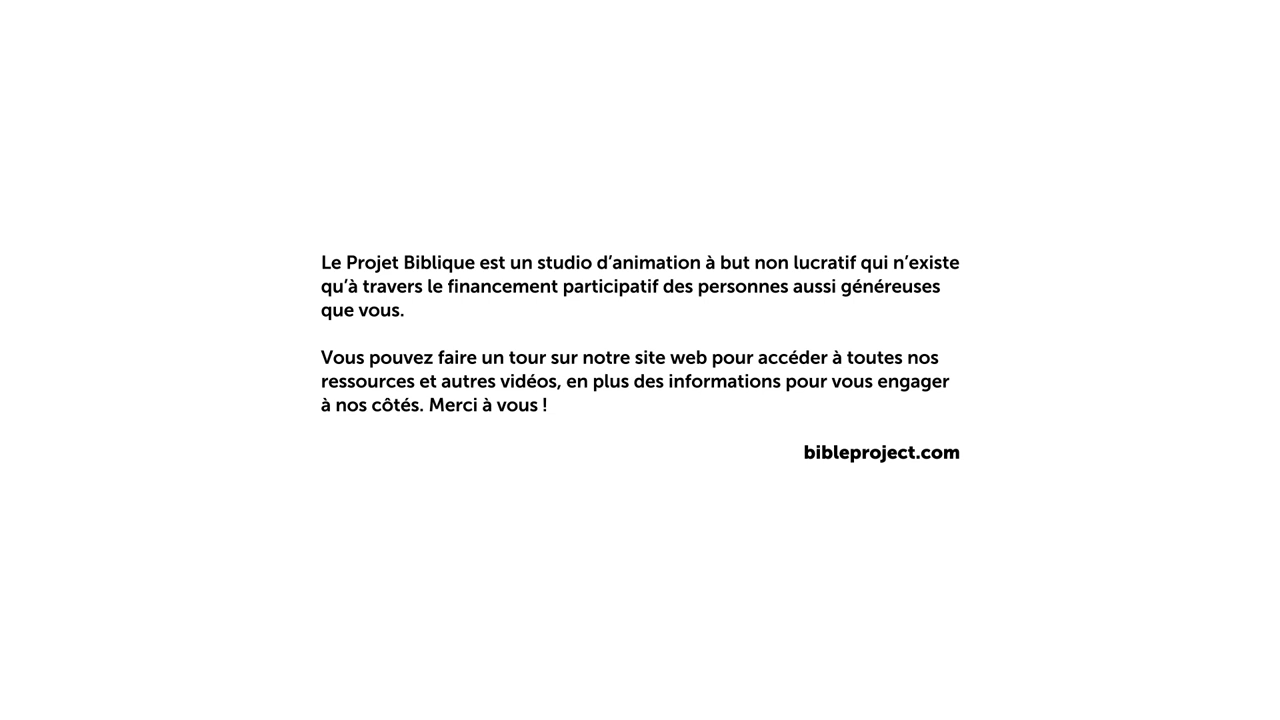 Le Projet Biblique est un studio d’animation à but non lucratif qui n’existe
qu’à travers le financement participatif des personnes aussi généreuses
que vous.
Vous pouvez faire un tour sur notre site web pour accéder à toutes nos
ressources et autres vidéos, en plus des informations pour vous engager
à nos côtés. Merci à vous !
bibleproject.com